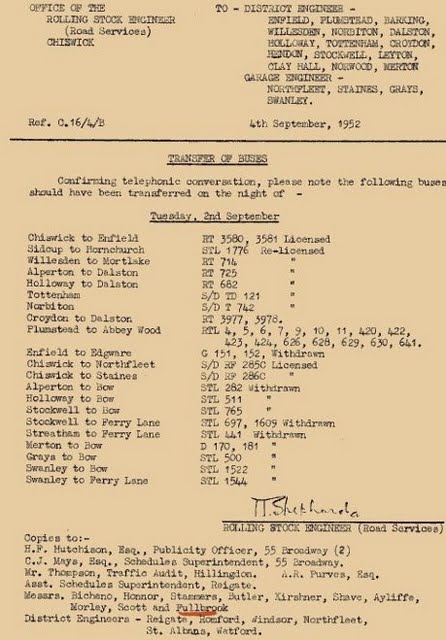 OFFICE OF THE
ROLLING STOCK ENGINEER
(Road Services)
CHISWICK
TO - DISTRICT ENGINEER -
ENFIELD, PLUMSTEAD, BARKING,
WILLESDEN, NORBITON, DALSTON,
HOLLOWAY, TOTTENHAM, CROYDON,
HENDON, STOCKWELL, LEYTON,
CLAY HALL, NORWOOD, MERTON
GARAGE ENGINEER -
NORTHFLEET, STAINES, GRAYS,
SWANLEY.
Ref. C.16/4/B
4th September, 1952
TRANSFER OF BUSES
Confirming telephonic conversation, please note the following buses
should have been transferred on the night of -
Tuesday, 2nd September
Chiswick to Enfield RT 3580, 3581 Licensed
Sidcup to Hornchurch STL 1776 Re-licensed
Willesden to Mortlake RT 714 "
Alperton to Dalston RT 725 "
Holloway to Dalston RT 682 "
Tottenham S/D TD 121 "
Norbiton S/D T 742 "
Croydon to Dalston RT 3977, 3978. "
Plumstead to Abbey Wood RTL 4, 5, 6, 7, 9, 10, 11, 420, 422,
423, 424, 626, 628, 629, 630, 641.
Enfield to Edgware G 151, 152, Withdrawn
Chiswick to Northfleet S/D RF 285C Licensed
Chiswick to Staines S/D RF 286C "
Alperton to Bow STL 282 Withdrawn
Holloway to Bow STL 511 "
Stockwell to Bow STL 765 "
Stockwell to Ferry Lane STL 697, 1609 Withdrawn
Streatham to Ferry Lane STL 441 Withdrawn
Merton to Bow D 170, 181 "
Grays to Bow STL 500 "
Swanley to Bow STL 1522 "
Swanley to Ferry Lane STL 1544 "
ROLLING STOCK ENGINEER (Road Services)
Copies to:-
H.F. Hutchison, Esq., Publicity Officer, 55 Broadway (2)
C.J. Mays, Esq., Schedules Superintendent, 55 Broadway.
Mr. Thompson, Traffic Audit, Hillingdon. A.R. Purves, Esq.
Asst. Schedules Superintendent, Reigate.
Messrs. Richeno, Honnor, Stammers, Butler, Kirshner, Shave, Ayliffe,
Morley, Scott and Fullbrook
District Engineers - Reigate, Romford, Windsor, Northfleet,
St. Albans, Watford.